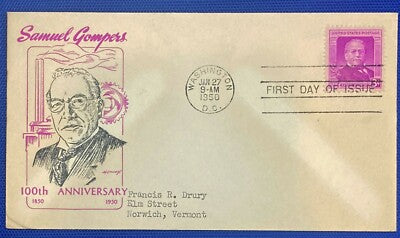 Samuel Gompers
100th ANNIVERSARY
1850 1950
WASHINGTON
JAN 27
9-AM
1950
D.C.
FIRST DAY OF ISSUE
UNITED STATES POSTAGE
Francis R. Drury
Elm Street
Norwich, Vermont